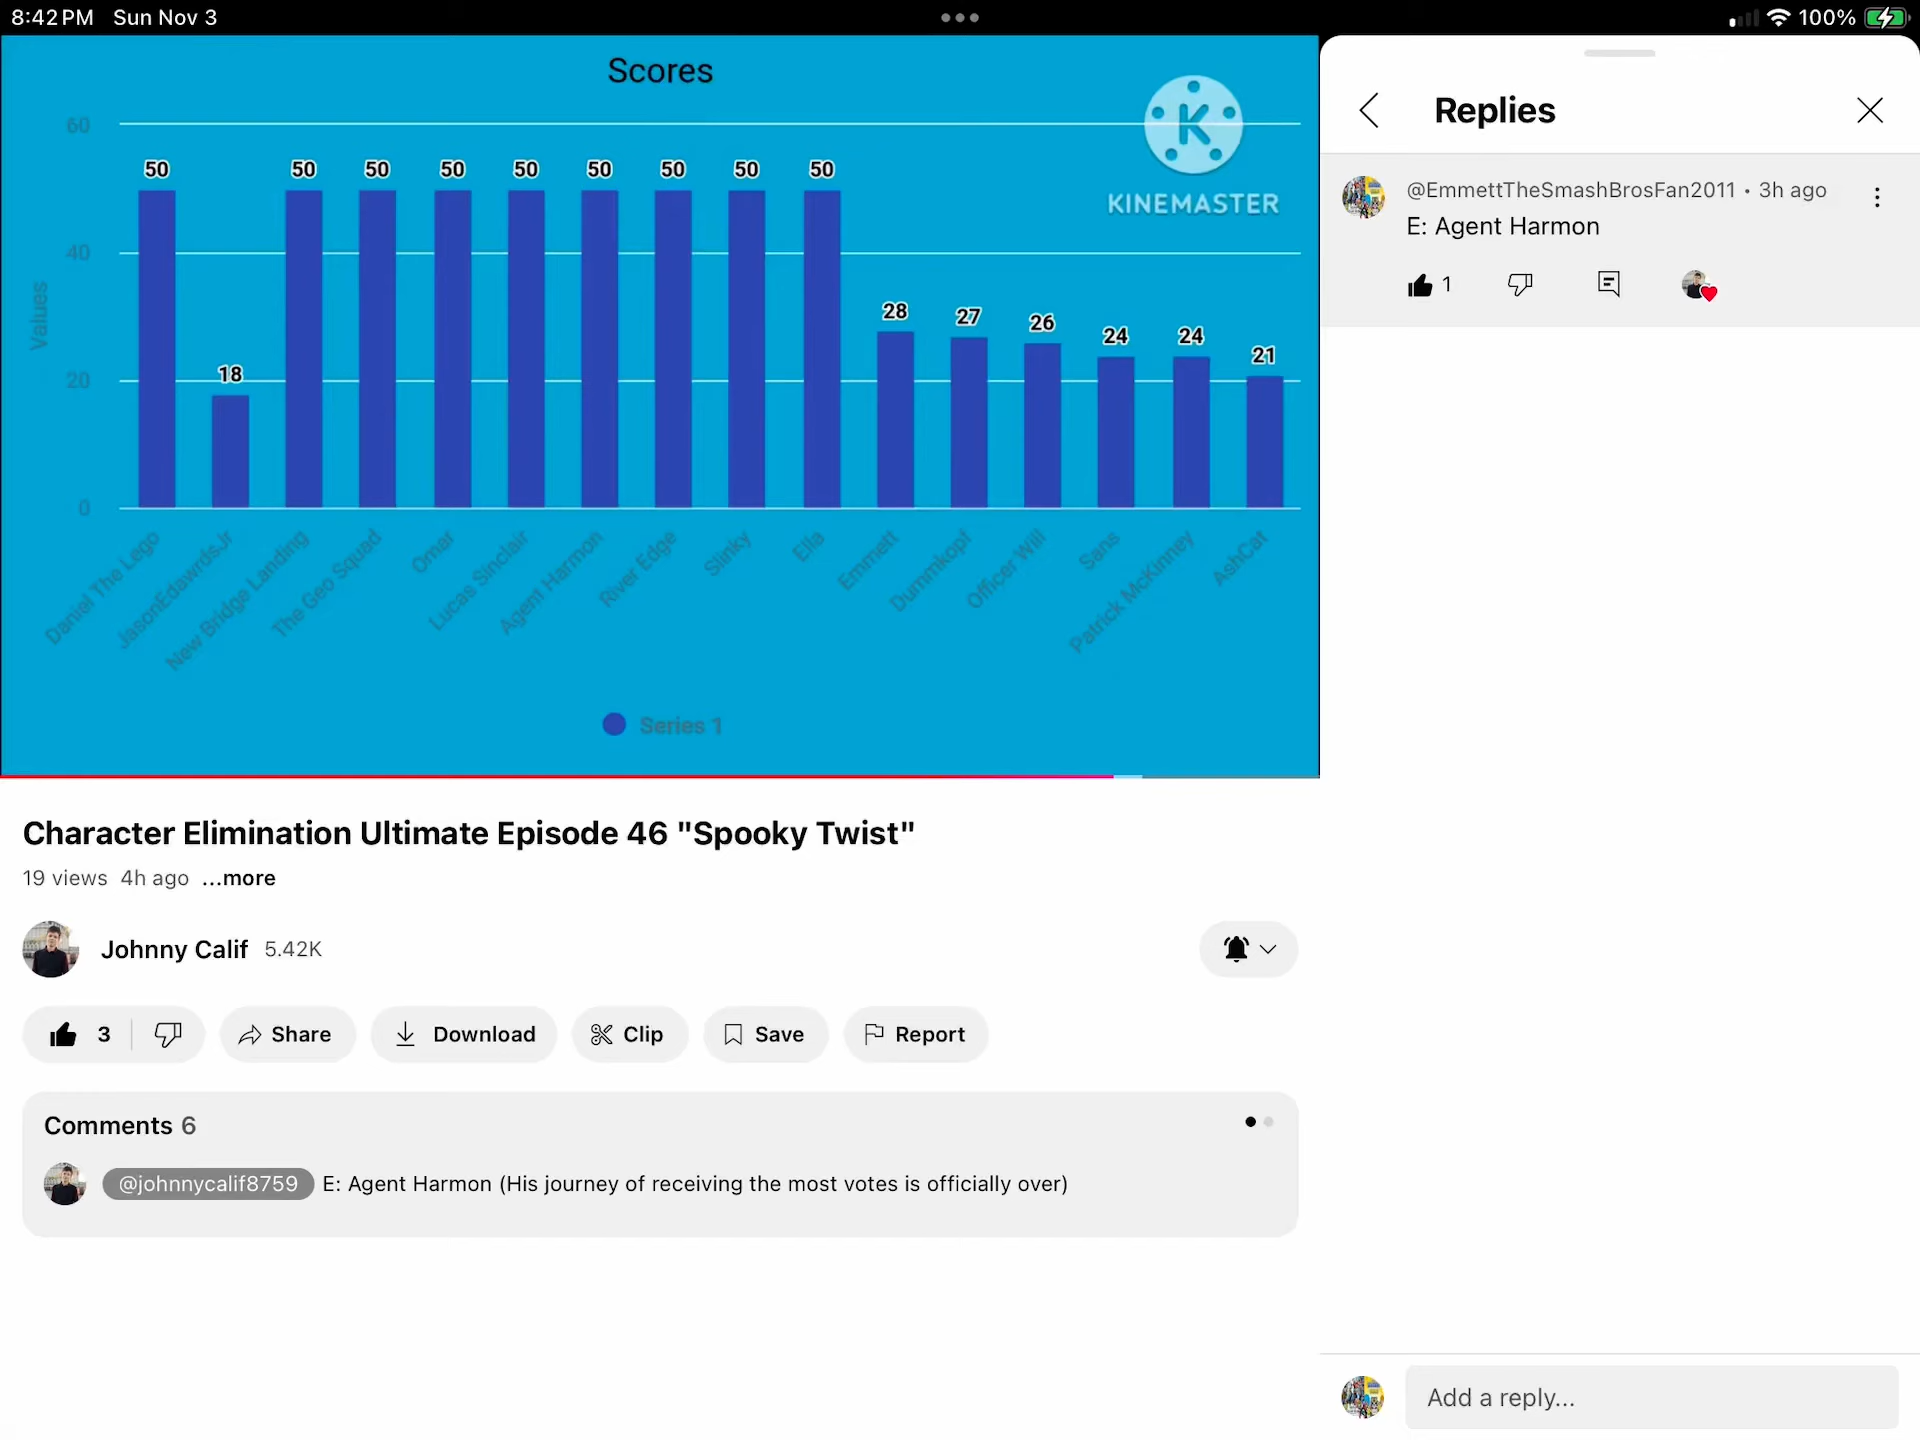 8:42 PM Sun Nov 3
100%
Scores
K
KINEMASTER
60
40
20
0
Values
50
18
50
50
50
50
50
50
50
50
28
27
26
24
24
21
Daniel The Lego
JasonEdawrdsJr
New Bridge Landing
The Geo Squad
Omar
Lucas Sinclair
Agent Harmon
River Edge
Slinky
Ella
Emmett
Dummkopf
Officer Will
Sans
Patrick McKinney
AshCat
Series 1
Character Elimination Ultimate Episode 46 "Spooky Twist"
19 views 4h ago ...more
Johnny Calif 5.42K
3
Share
Download
Clip
Save
Report
Comments 6
@johnnycalif8759 E: Agent Harmon (His journey of receiving the most votes is officially over)
Replies
@EmmettTheSmashBrosFan2011 • 3h ago
E: Agent Harmon
1
Add a reply...